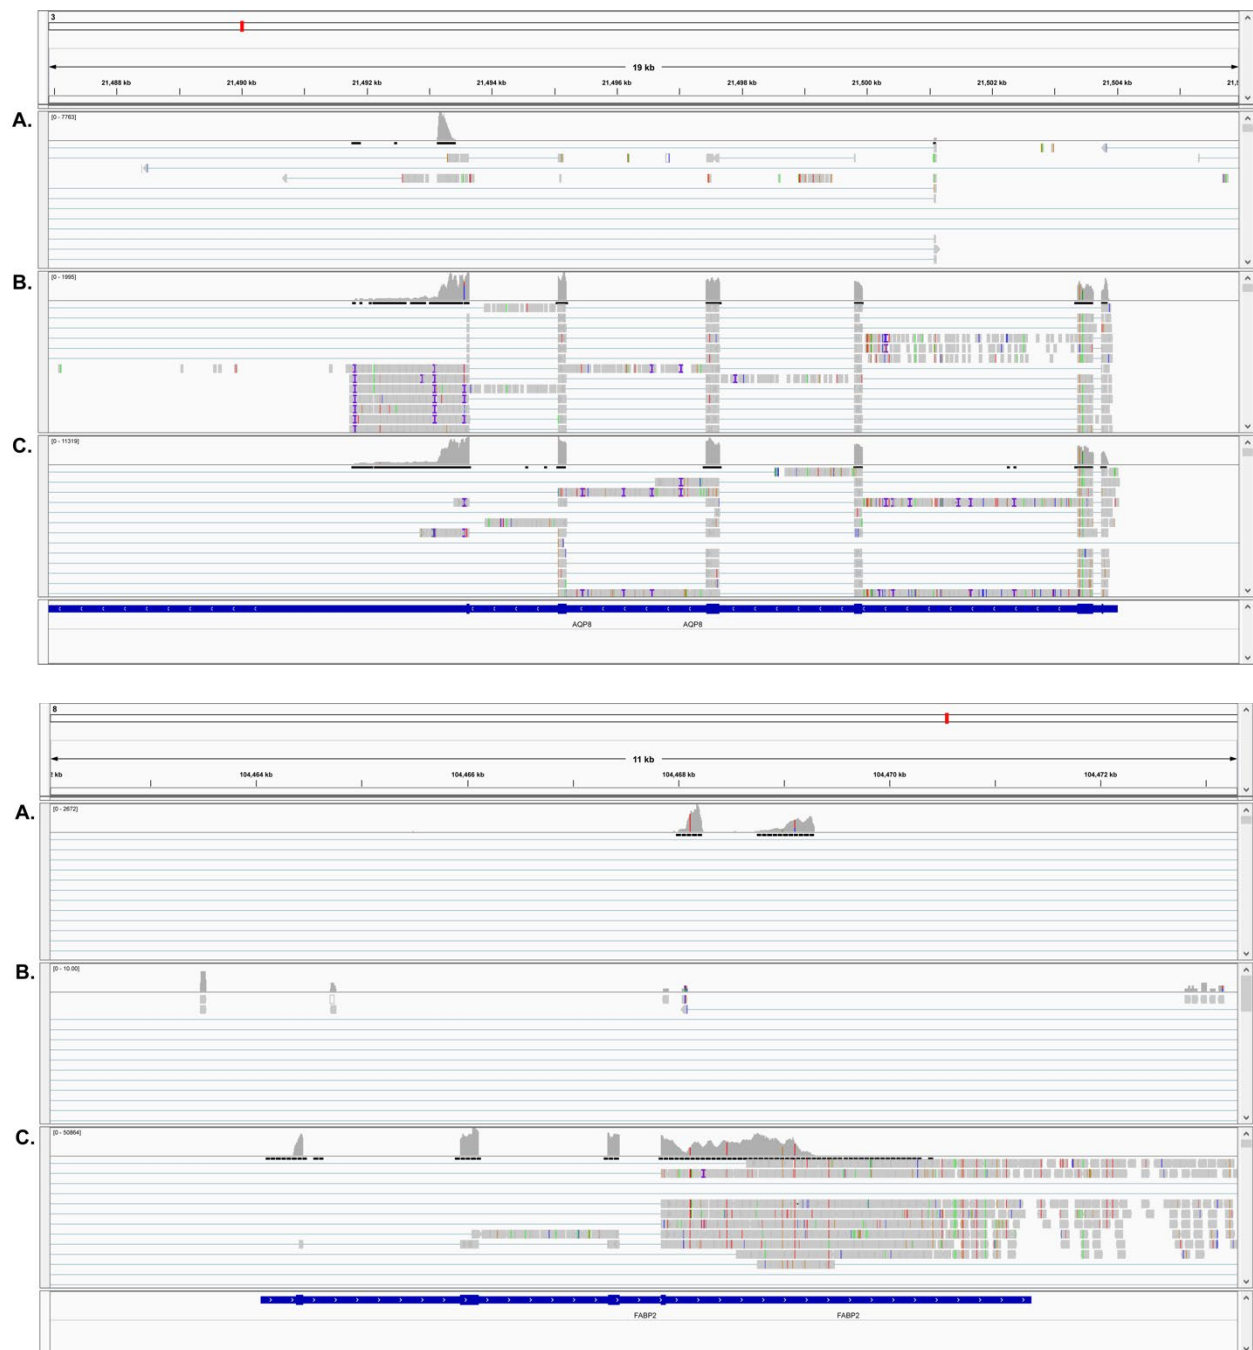 3
19 kb
21,488 kb 21,490 kb 21,492 kb 21,494 kb 21,496 kb 21,498 kb 21,500 kb 21,502 kb 21,504 kb
A.
[0 - 7763]
B.
[0 - 1995]
C.
[0 - 11319]
AQP8 AQP8
8
11 kb
kb 104,464 kb 104,466 kb 104,468 kb 104,470 kb 104,472 kb
A.
[0 - 2672]
B.
[0 - 10.00]
C.
[0 - 50864]
FABP2 FABP2